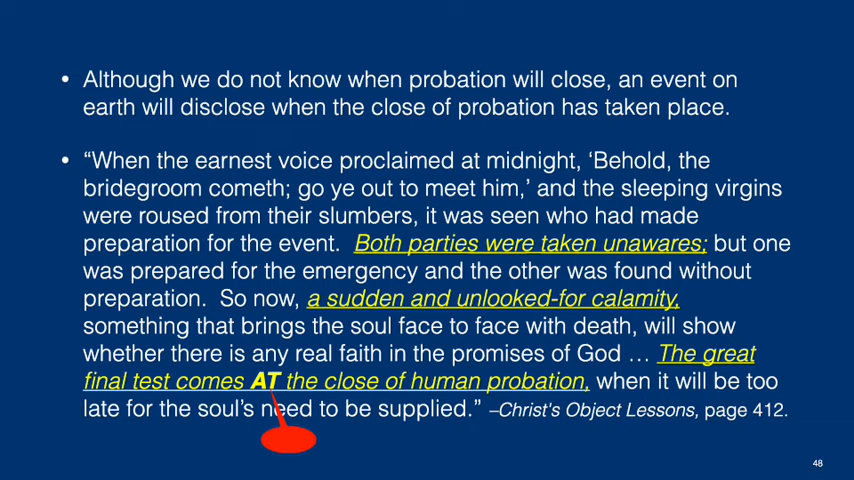 • Although we do not know when probation will close, an event on
earth will disclose when the close of probation has taken place.
• “When the earnest voice proclaimed at midnight, ‘Behold, the
bridegroom cometh; go ye out to meet him,’ and the sleeping virgins
were roused from their slumbers, it was seen who had made
preparation for the event. Both parties were taken unawares; but one
was prepared for the emergency and the other was found without
preparation. So now, a sudden and unlooked-for calamity,
something that brings the soul face to face with death, will show
whether there is any real faith in the promises of God … The great
final test comes AT the close of human probation, when it will be too
late for the soul’s need to be supplied.” –Christ's Object Lessons, page 412.
48